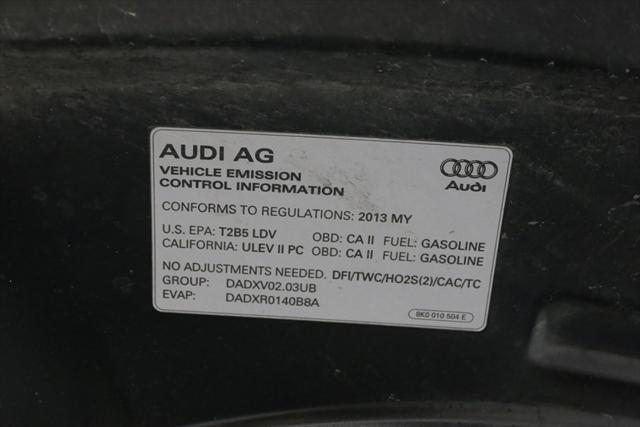 AUDI AG
VEHICLE EMISSION
CONTROL INFORMATION
Audi
CONFORMS TO REGULATIONS: 2013 MY
U.S. EPA: T2B5 LDV OBD: CA II FUEL: GASOLINE
CALIFORNIA: ULEV II PC OBD: CA II FUEL: GASOLINE
NO ADJUSTMENTS NEEDED. DFI/TWC/HO2S(2)/CAC/TC
GROUP: DADXV02.03UB
EVAP: DADXR0140B8A
8K0 010 504 E